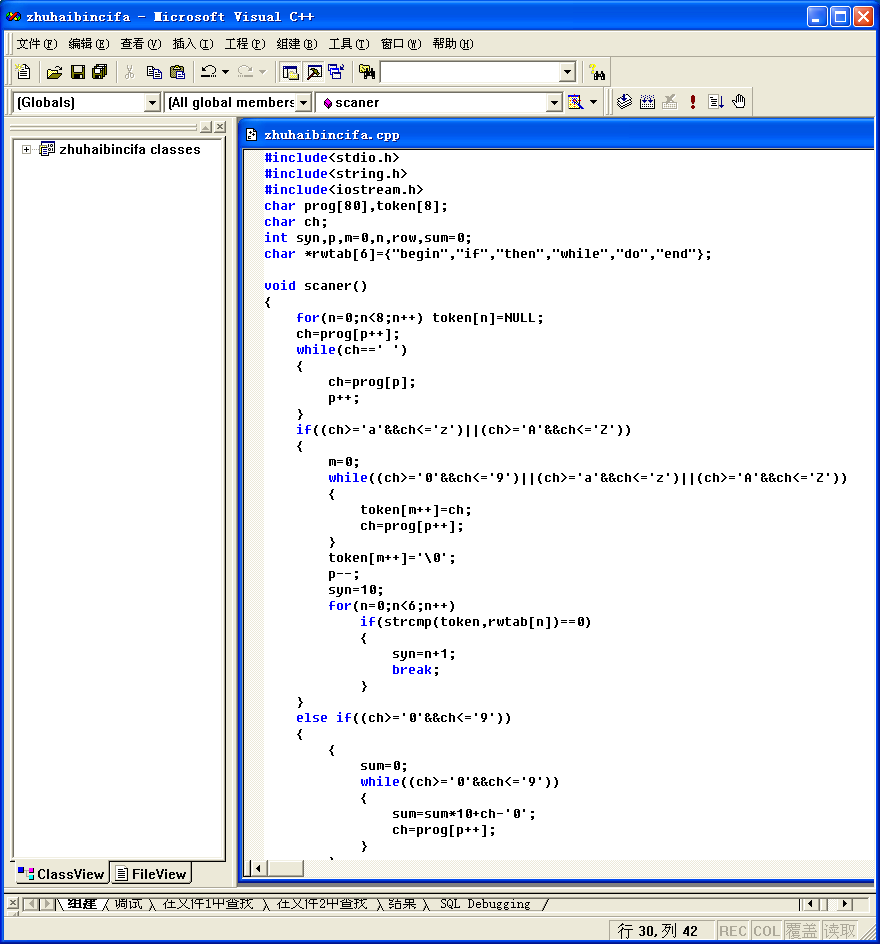 zhuhaibincifa - Microsoft Visual C++
文件(F) 编辑(E) 查看(V) 插入(I) 工程(P) 组建(B) 工具(T) 窗口(W) 帮助(H)
(Globals) (All global members scaner
zhuhaibincifa classes
zhuhaibincifa.cpp
#include<stdio.h>
#include<string.h>
#include<iostream.h>
char prog[80],token[8];
char ch;
int syn,p,m=0,n,row,sum=0;
char *rwtab[6]={"begin","if","then","while","do","end"};
void scaner()
{
for(n=0;n<8;n++) token[n]=NULL;
ch=prog[p++];
while(ch==' ')
{
ch=prog[p];
p++;
}
if((ch>='a'&&ch<='z')||(ch>='A'&&ch<='Z'))
{
m=0;
while((ch>='0'&&ch<='9')||(ch>='a'&&ch<='z')||(ch>='A'&&ch<='Z'))
{
token[m++]=ch;
ch=prog[p++];
}
token[m++]='\0';
p--;
syn=10;
for(n=0;n<6;n++)
if(strcmp(token,rwtab[n])==0)
{
syn=n+1;
break;
}
}
else if((ch>='0'&&ch<='9'))
{
{
sum=0;
while((ch>='0'&&ch<='9'))
{
sum=sum*10+ch-'0';
ch=prog[p++];
}
ClassView FileView
组建 调试 在文件1中查找 在文件2中查找 结果 SQL Debugging
行 30, 列 42 REC COL 覆盖 读取